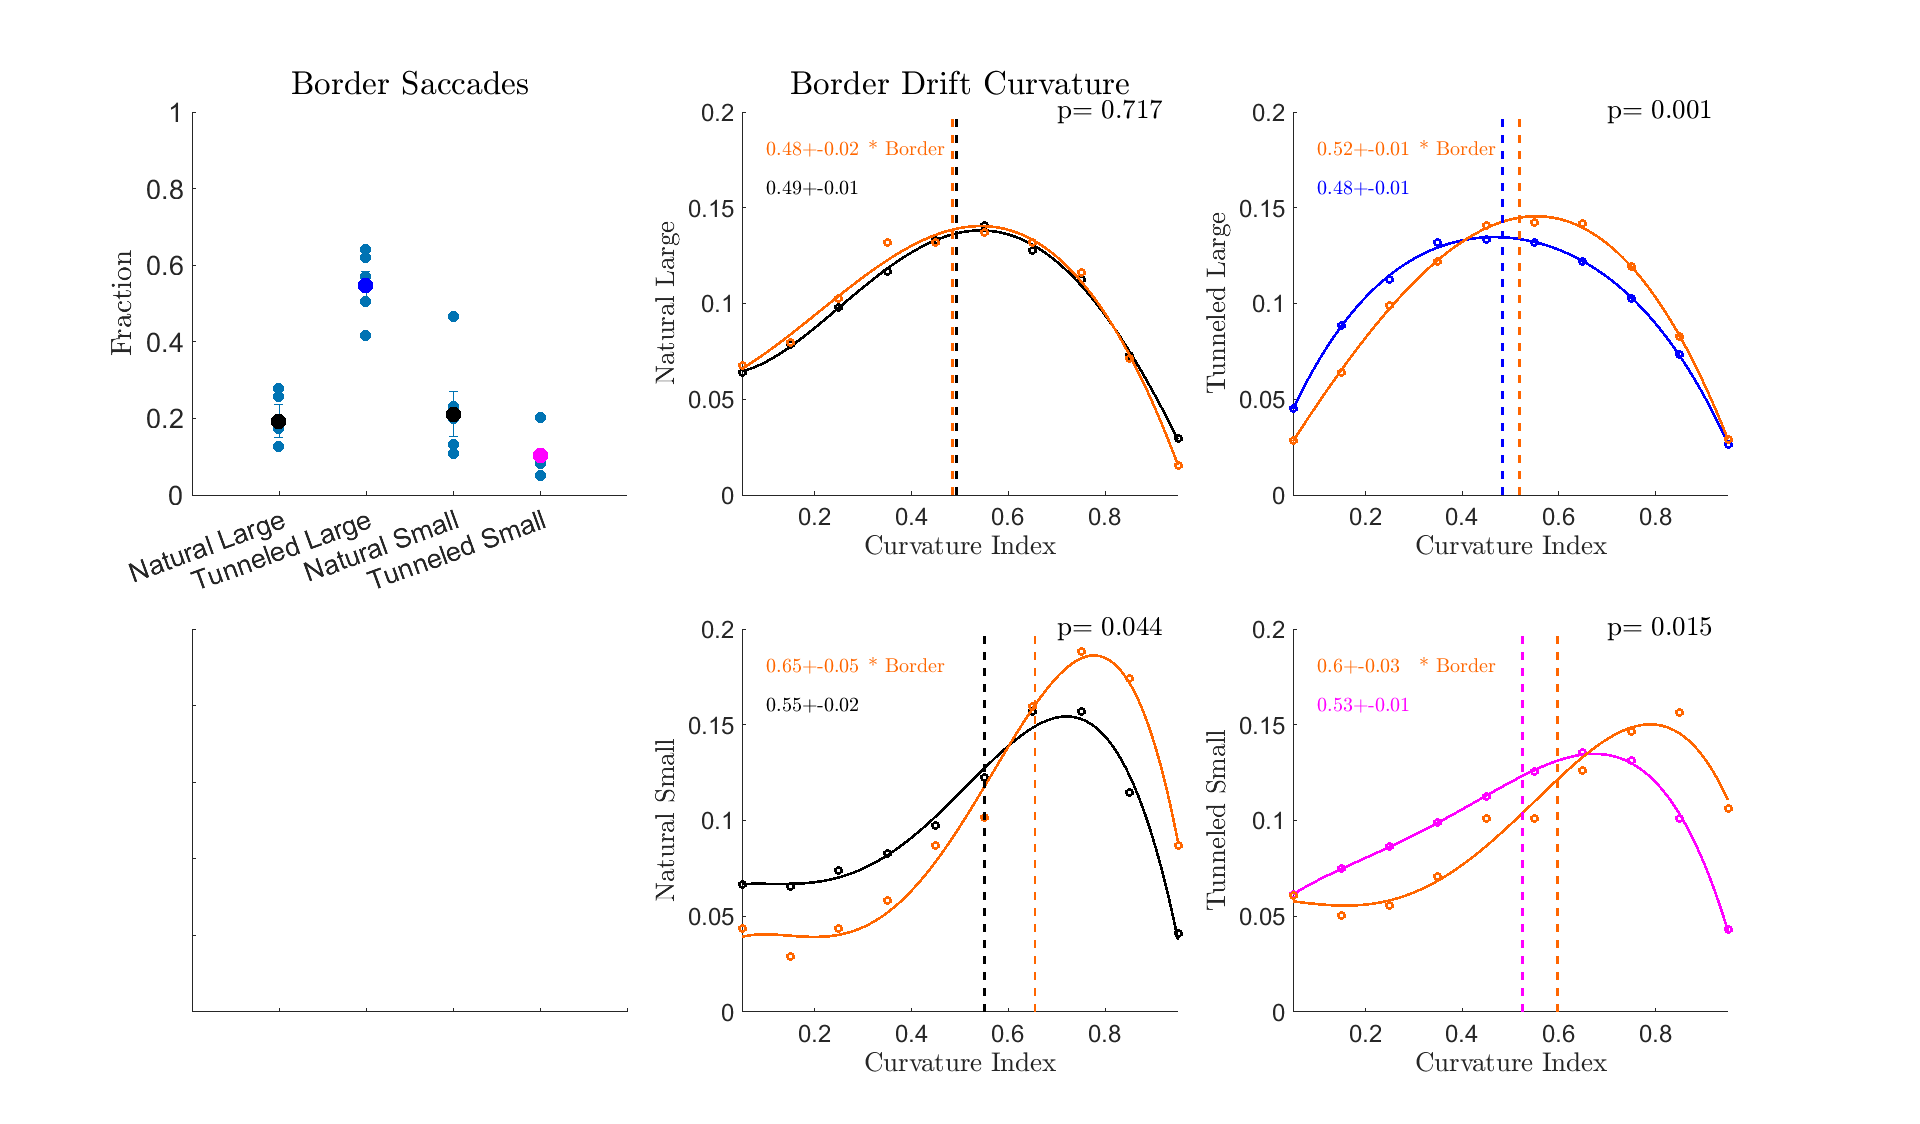 Border Saccades
Fraction
1
0.8
0.6
0.4
0.2
0
Natural Large
Tunneled Large
Natural Small
Tunneled Small
Border Drift Curvature
p= 0.717
0.48+-0.02 * Border
0.49+-0.01
Natural Large
0.2
0.15
0.1
0.05
0
0.2 0.4 0.6 0.8
Curvature Index
p= 0.001
0.52+-0.01 * Border
0.48+-0.01
Tunneled Large
0.2
0.15
0.1
0.05
0
0.2 0.4 0.6 0.8
Curvature Index
p= 0.044
0.65+-0.05 * Border
0.55+-0.02
Natural Small
0.2
0.15
0.1
0.05
0
0.2 0.4 0.6 0.8
Curvature Index
p= 0.015
0.6+-0.03 * Border
0.53+-0.01
Tunneled Small
0.2
0.15
0.1
0.05
0
0.2 0.4 0.6 0.8
Curvature Index